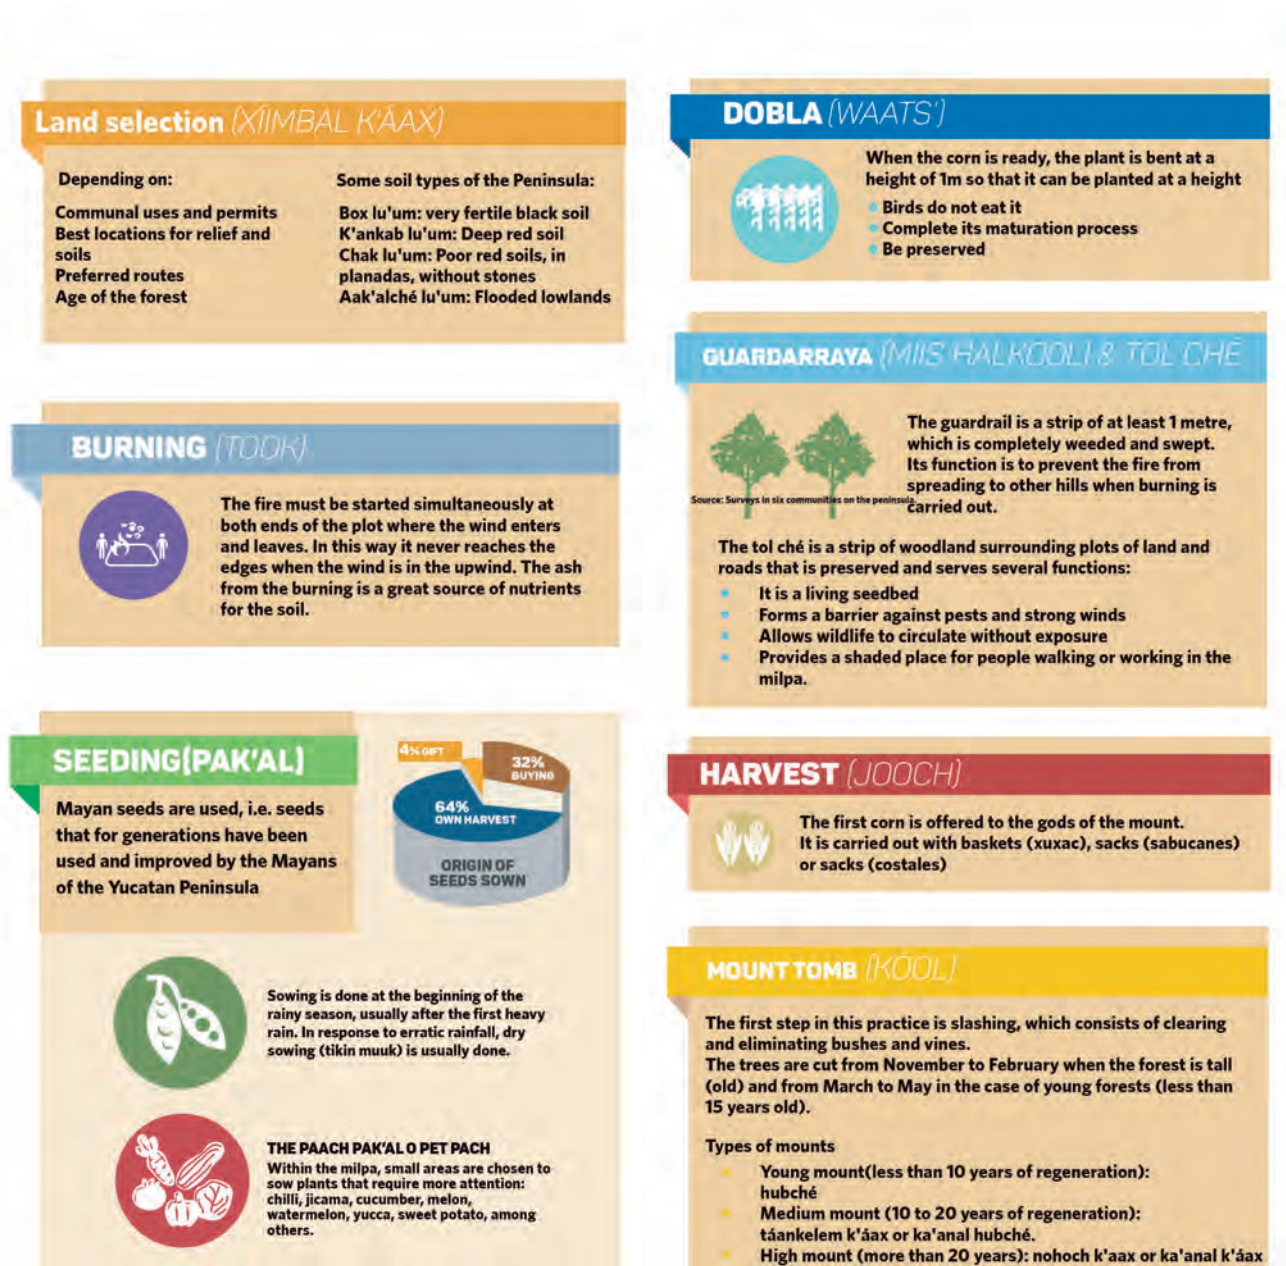 Land selection (XÍIMBAL K'ÁAX)
Depending on:
Communal uses and permits
Best locations for relief and
soils
Preferred routes
Age of the forest
Some soil types of the Peninsula:
Box lu'um: very fertile black soil
K'ankab lu'um: Deep red soil
Chak lu'um: Poor red soils, in
planadas, without stones
Aak'alché lu'um: Flooded lowlands
BURNING (TOOK)
The fire must be started simultaneously at
both ends of the plot where the wind enters
and leaves. In this way it never reaches the
edges when the wind is in the upwind. The ash
from the burning is a great source of nutrients
for the soil.
SEEDING(PAK'AL)
Mayan seeds are used, i.e. seeds
that for generations have been
used and improved by the Mayans
of the Yucatan Peninsula
4% GIFT
32%
BUYING
64%
OWN HARVEST
ORIGIN OF
SEEDS SOWN
Sowing is done at the beginning of the
rainy season, usually after the first heavy
rain. In response to erratic rainfall, dry
sowing (tikin muuk) is usually done.
THE PAACH PAK'AL O PET PACH
Within the milpa, small areas are chosen to
sow plants that require more attention:
chilli, jicama, cucumber, melon,
watermelon, yucca, sweet potato, among
others.
DOBLA (WAATS')
When the corn is ready, the plant is bent at a
height of 1m so that it can be planted at a height
Birds do not eat it
Complete its maturation process
Be preserved
GUARDARRAYA (MIIS HALKOOLI & TOL CHÉ
The guardrail is a strip of at least 1 metre,
which is completely weeded and swept.
Its function is to prevent the fire from
spreading to other hills when burning is
carried out.
Source: Surveys in six communities on the peninsula.
The tol ché is a strip of woodland surrounding plots of land and
roads that is preserved and serves several functions:
It is a living seedbed
Forms a barrier against pests and strong winds
Allows wildlife to circulate without exposure
Provides a shaded place for people walking or working in the
milpa.
HARVEST (JOOCH)
The first corn is offered to the gods of the mount.
It is carried out with baskets (xuxac), sacks (sabucanes)
or sacks (costales)
MOUNT TOMB (KÓOL)
The first step in this practice is slashing, which consists of clearing
and eliminating bushes and vines.
The trees are cut from November to February when the forest is tall
(old) and from March to May in the case of young forests (less than
15 years old).
Types of mounts
Young mount(less than 10 years of regeneration):
hubché
Medium mount (10 to 20 years of regeneration):
táankelem k'áax or ka'anal hubché.
High mount (more than 20 years): nohoch k'aax or ka'anal k'áax